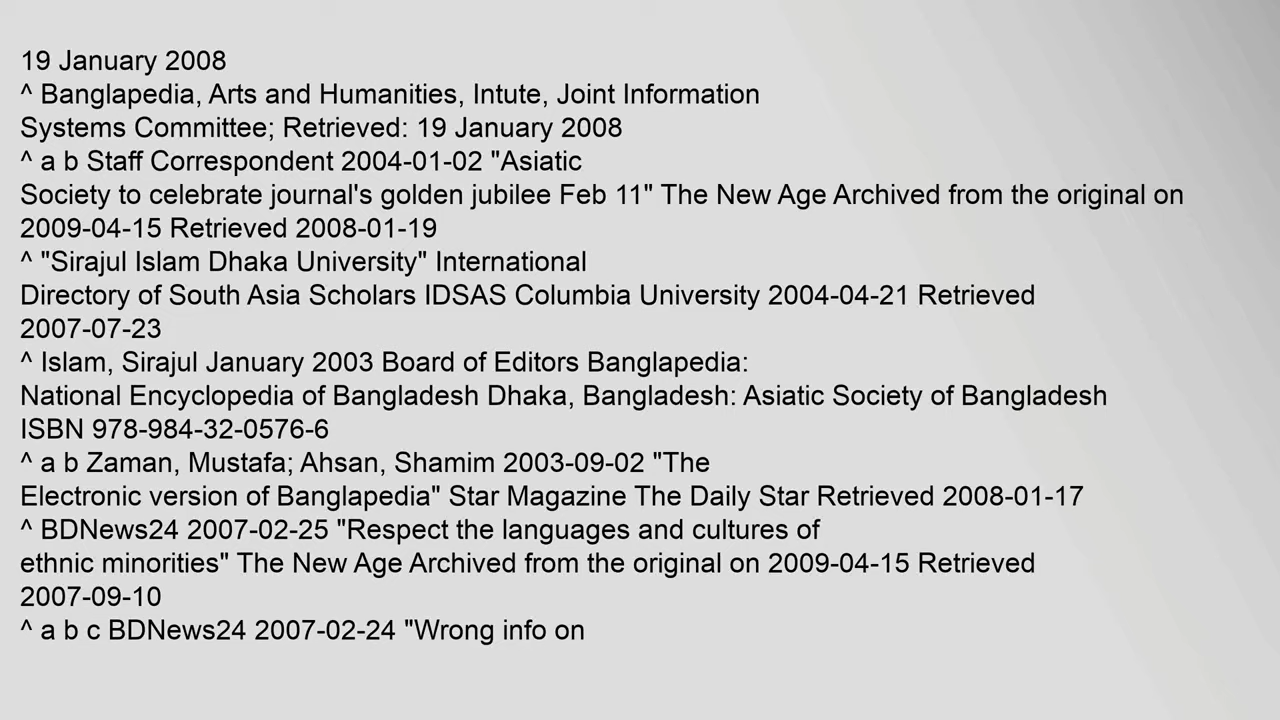 19 January 2008
^ Banglapedia, Arts and Humanities, Intute, Joint Information
Systems Committee; Retrieved: 19 January 2008
^ a b Staff Correspondent 2004-01-02 "Asiatic
Society to celebrate journal's golden jubilee Feb 11" The New Age Archived from the original on
2009-04-15 Retrieved 2008-01-19
^ "Sirajul Islam Dhaka University" International
Directory of South Asia Scholars IDSAS Columbia University 2004-04-21 Retrieved
2007-07-23
^ Islam, Sirajul January 2003 Board of Editors Banglapedia:
National Encyclopedia of Bangladesh Dhaka, Bangladesh: Asiatic Society of Bangladesh
ISBN 978-984-32-0576-6
^ a b Zaman, Mustafa; Ahsan, Shamim 2003-09-02 "The
Electronic version of Banglapedia" Star Magazine The Daily Star Retrieved 2008-01-17
^ BDNews24 2007-02-25 "Respect the languages and cultures of
ethnic minorities" The New Age Archived from the original on 2009-04-15 Retrieved
2007-09-10
^ a b c BDNews24 2007-02-24 "Wrong info on